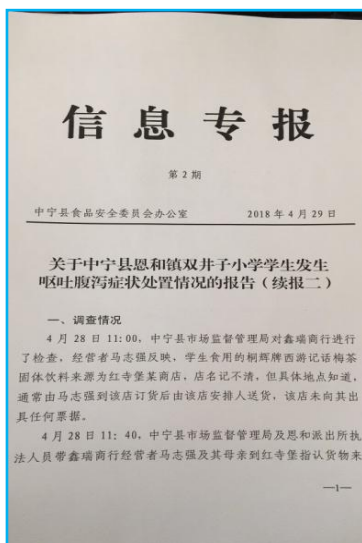 信息专报
第2期
中宁县食品安全委员会办公室 2018年4月29日
关于中宁县恩和镇双井子小学学生发生
呕吐腹泻症状处置情况的报告（续报二）
一、调查情况
4月28日11:00，中宁县市场监督管理局对鑫瑞商行进行
了检查。经营者马志强反映，学生食用的桐辉牌西游记话梅茶
固体饮料来源为红寺堡某商店，店名记不清，但具体地点知道，
通常由马志强到该店订货后由该店安排人送货，该店未向其出
具任何票据。
4月28日11:40，中宁县市场监督管理局及恩和派出所执
法人员带鑫瑞商行经营者马志强及其母亲到红寺堡指认货物来
—1—